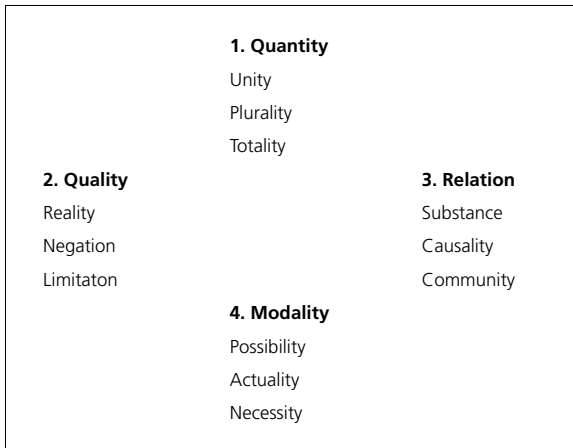 1. Quantity
Unity
Plurality
Totality
2. Quality
Reality
Negation
Limitaton
3. Relation
Substance
Causality
Community
4. Modality
Possibility
Actuality
Necessity